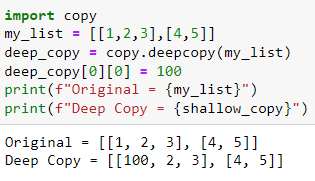 import copy
my_list = [[1,2,3],[4,5]]
deep_copy = copy.deepcopy(my_list)
deep_copy[0][0] = 100
print(f"Original = {my_list}")
print(f"Deep Copy = {shallow_copy}")
Original = [[1, 2, 3], [4, 5]]
Deep Copy = [[100, 2, 3], [4, 5]]